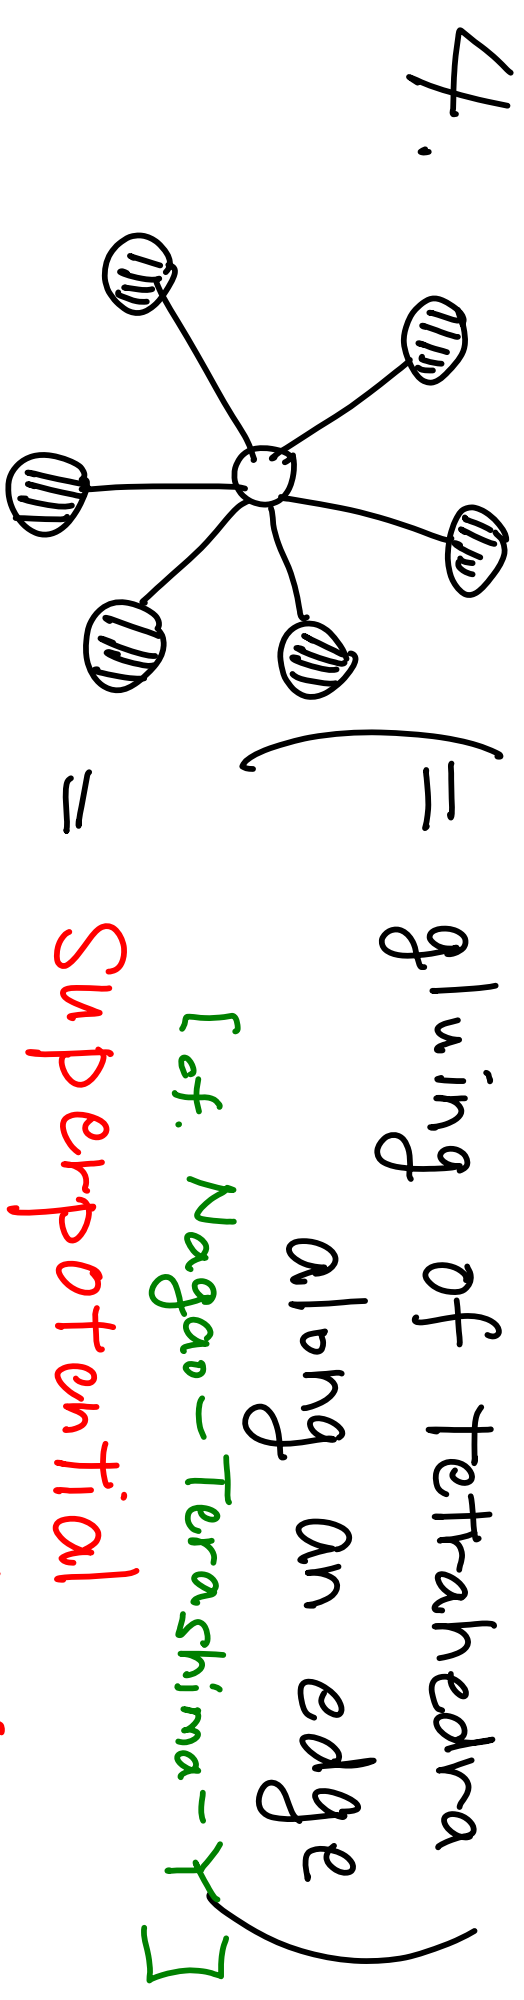 4.
= gluing of tetrahedra
( along an edge )
[cf. Nagao-Terashima-Y]
= Superpotential